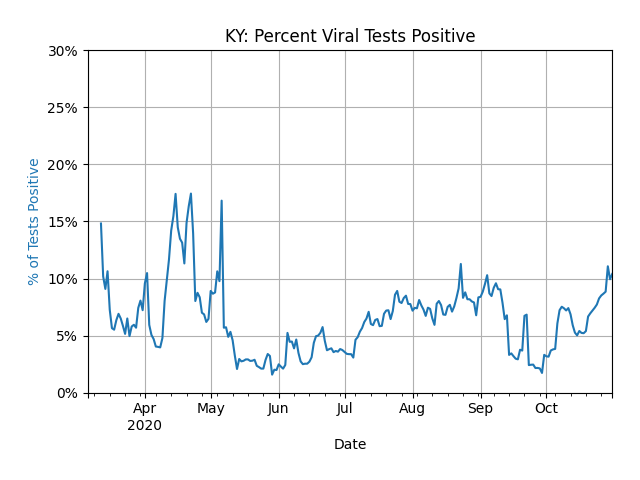 KY: Percent Viral Tests Positive
30%
25%
20%
15%
10%
5%
0%
% of Tests Positive
Apr May Jun Jul Aug Sep Oct
2020
Date